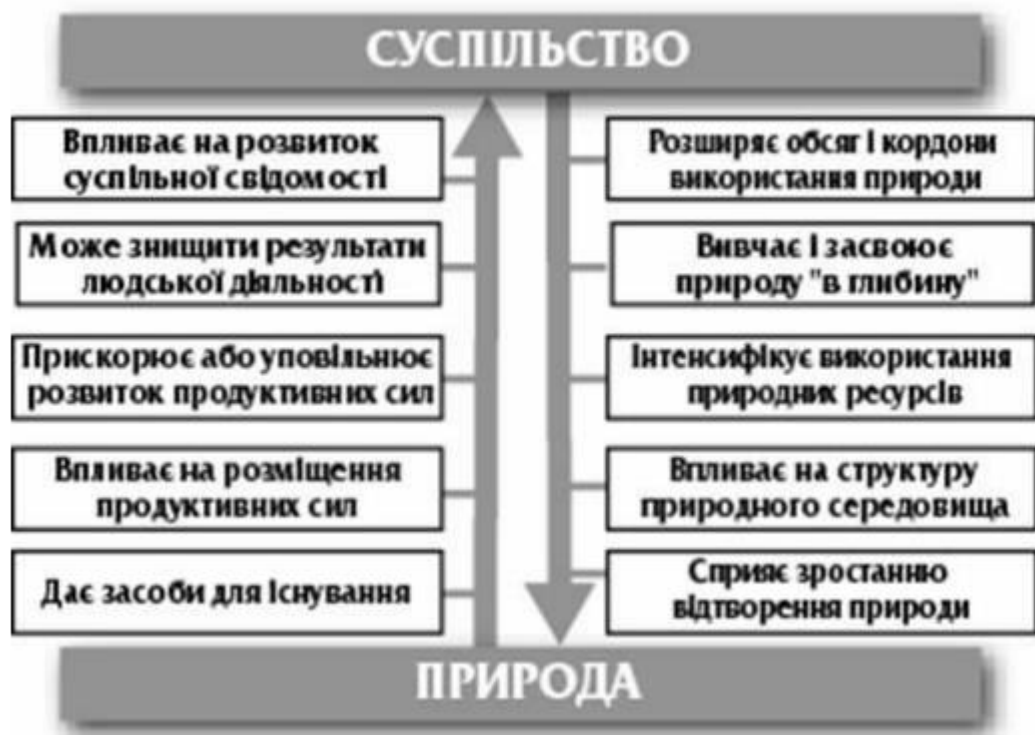 СУСПІЛЬСТВО
Впливає на розвиток
суспільної свідомості
Може знищити результати
людської діяльності
Прискорює або уповільнює
розвиток продуктивних сил
Впливає на розміщення
продуктивних сил
Дає засоби для існування
Розширяє обсяг і кордони
використання природи
Вивчає і засвоює
природу "в глибину"
Інтенсифікує використання
природних ресурсів
Впливає на структуру
природного середовища
Сприяє зростанню
відтворення природи
ПРИРОДА